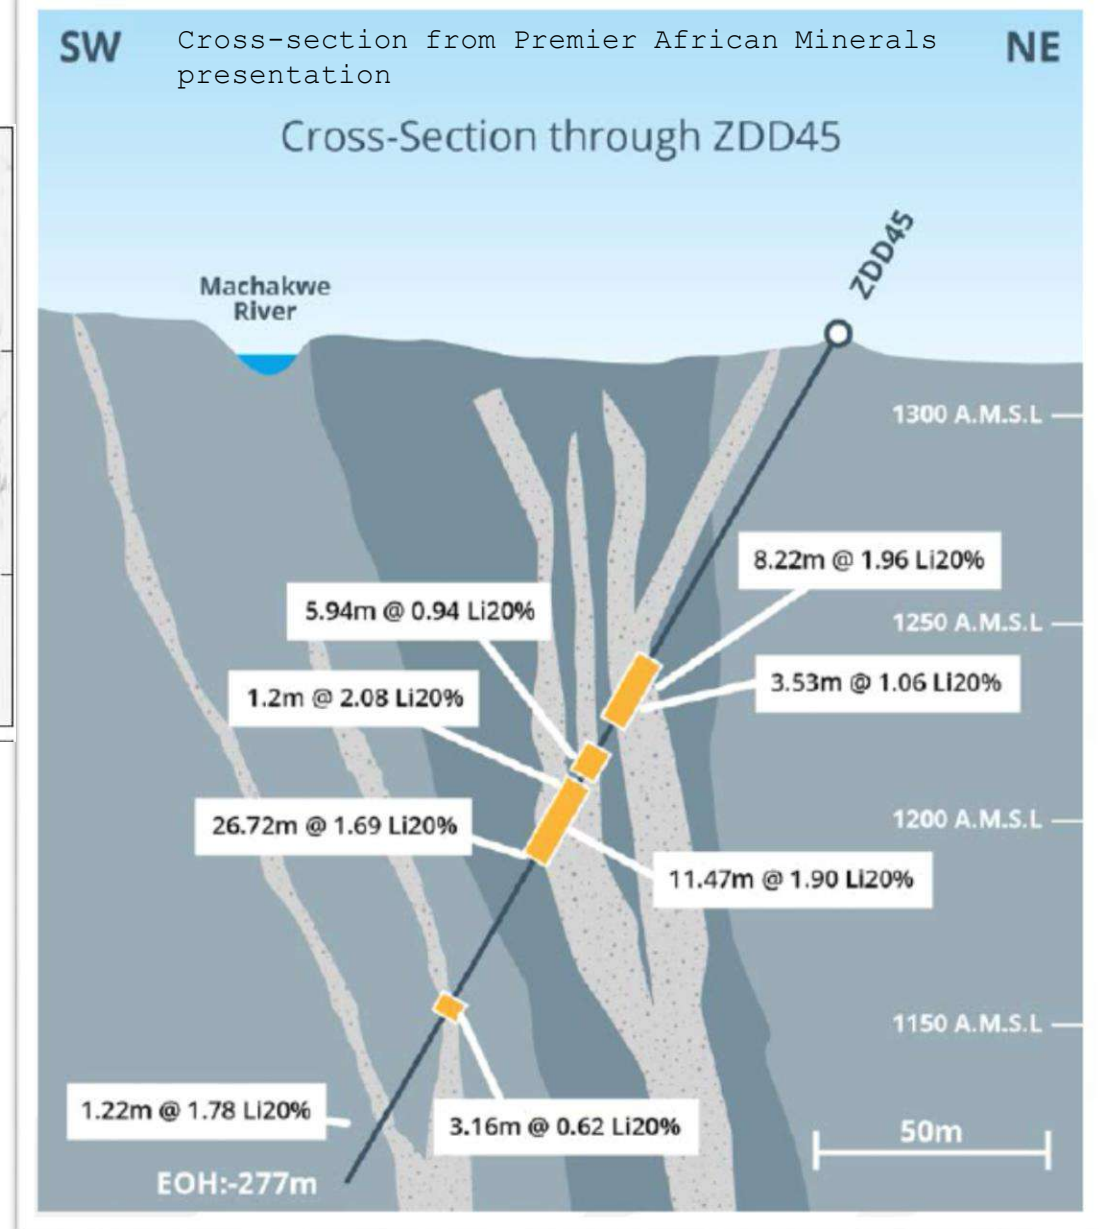 SW
Cross-section from Premier African Minerals
presentation
NE
Cross-Section through ZDD45
ZDD45
Machakwe
River
1300 A.M.S.L
8.22m @ 1.96 Li20%
5.94m @ 0.94 Li20%
1250 A.M.S.L
3.53m @ 1.06 Li20%
1.2m @ 2.08 Li20%
1200 A.M.S.L
26.72m @ 1.69 Li20%
11.47m @ 1.90 Li20%
1150 A.M.S.L
1.22m @ 1.78 Li20%
3.16m @ 0.62 Li20%
50m
EOH:-277m